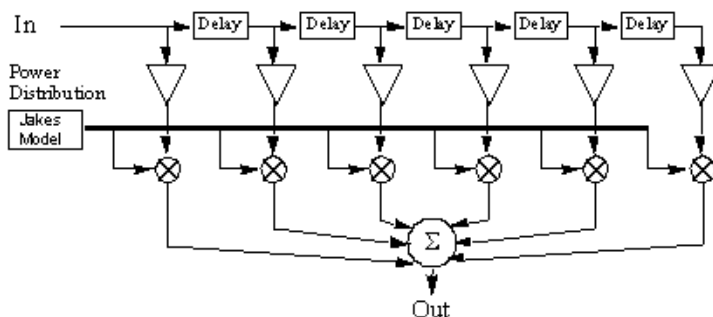 In
Delay Delay Delay Delay Delay
Power
Distribution
Jakes
Model
Σ
Out